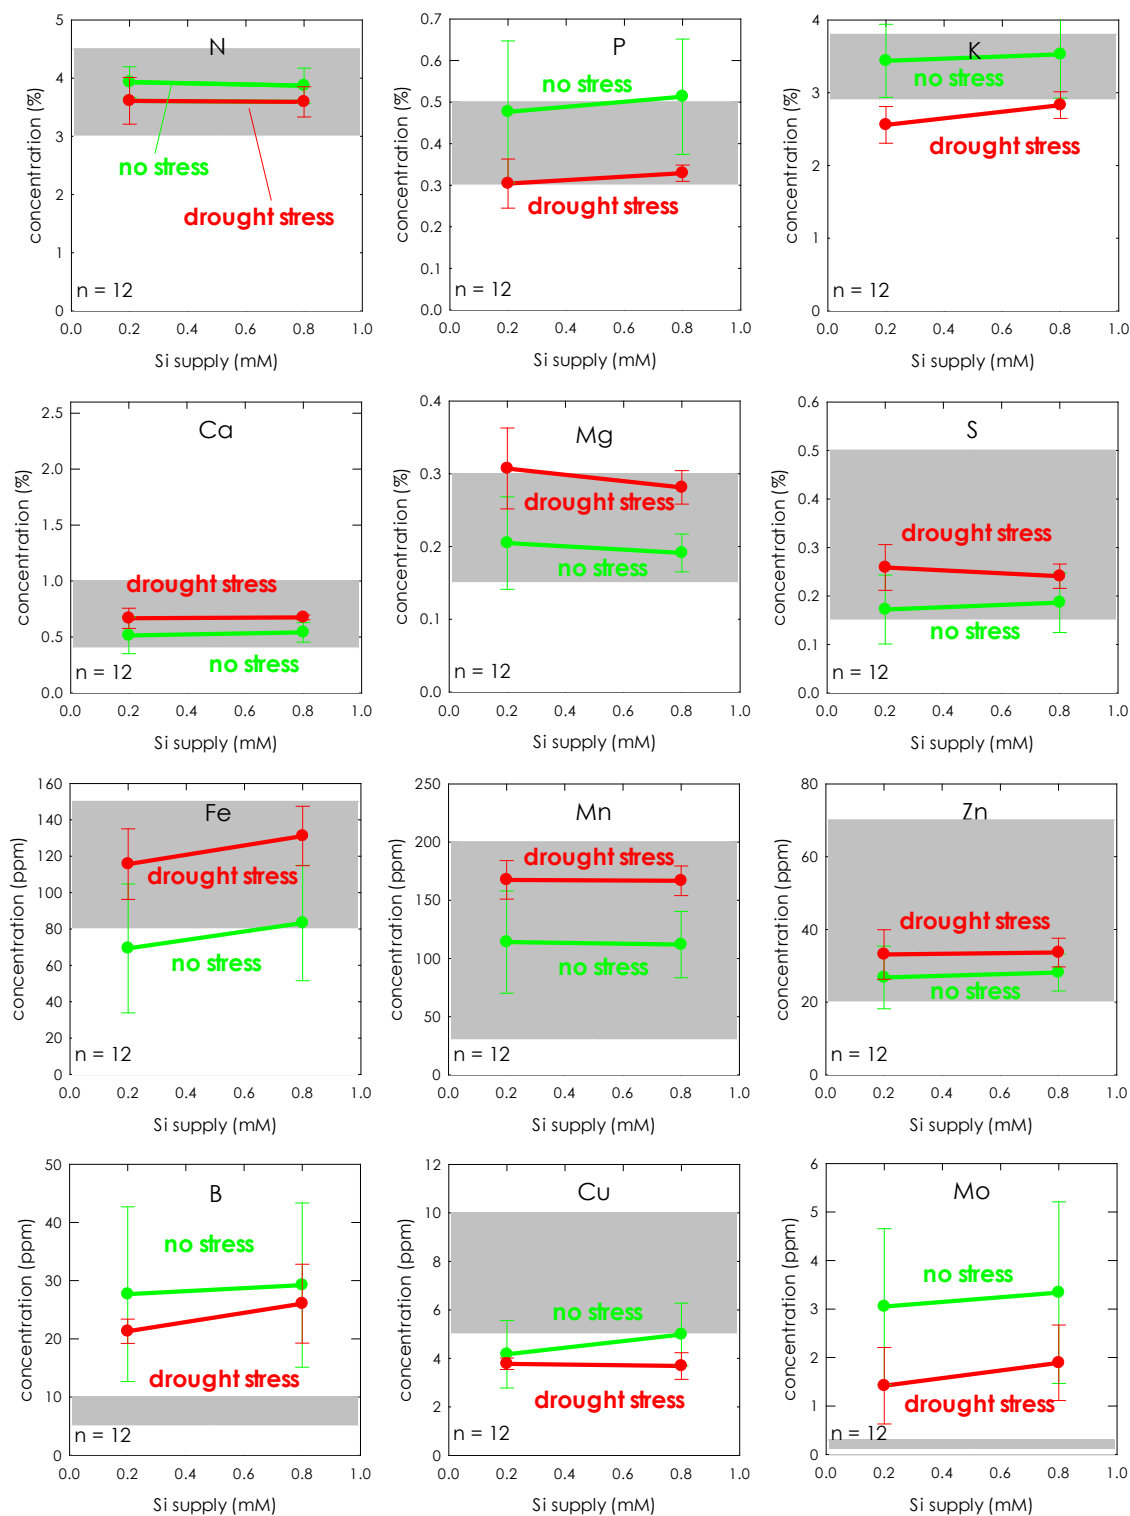 N
concentration (%)
5
4
3
2
1
0
no stress
drought stress
n = 12
0.0 0.2 0.4 0.6 0.8 1.0
Si supply (mM)
P
concentration (%)
0.7
0.6
0.5
0.4
0.3
0.2
0.1
0.0
no stress
drought stress
n = 12
0.0 0.2 0.4 0.6 0.8 1.0
Si supply (mM)
K
concentration (%)
4
3
2
1
0
no stress
drought stress
n = 12
0.0 0.2 0.4 0.6 0.8 1.0
Si supply (mM)
Ca
concentration (%)
2.5
2.0
1.5
1.0
0.5
0.0
drought stress
no stress
n = 12
0.0 0.2 0.4 0.6 0.8 1.0
Si supply (mM)
Mg
concentration (%)
0.4
0.3
0.2
0.1
0.0
drought stress
no stress
n = 12
0.0 0.2 0.4 0.6 0.8 1.0
Si supply (mM)
S
concentration (%)
0.6
0.5
0.4
0.3
0.2
0.1
0.0
drought stress
no stress
n = 12
0.0 0.2 0.4 0.6 0.8 1.0
Si supply (mM)
Fe
concentration (ppm)
160
140
120
100
80
60
40
20
0
drought stress
no stress
n = 12
0.0 0.2 0.4 0.6 0.8 1.0
Si supply (mM)
Mn
concentration (ppm)
250
200
150
100
50
0
drought stress
no stress
n = 12
0.0 0.2 0.4 0.6 0.8 1.0
Si supply (mM)
Zn
concentration (ppm)
80
60
40
20
0
drought stress
no stress
n = 12
0.0 0.2 0.4 0.6 0.8 1.0
Si supply (mM)
B
concentration (ppm)
50
40
30
20
10
0
no stress
drought stress
n = 12
0.0 0.2 0.4 0.6 0.8 1.0
Si supply (mM)
Cu
concentration (ppm)
12
10
8
6
4
2
0
no stress
drought stress
n = 12
0.0 0.2 0.4 0.6 0.8 1.0
Si supply (mM)
Mo
concentration (ppm)
6
5
4
3
2
1
0
no stress
drought stress
n = 12
0.0 0.2 0.4 0.6 0.8 1.0
Si supply (mM)